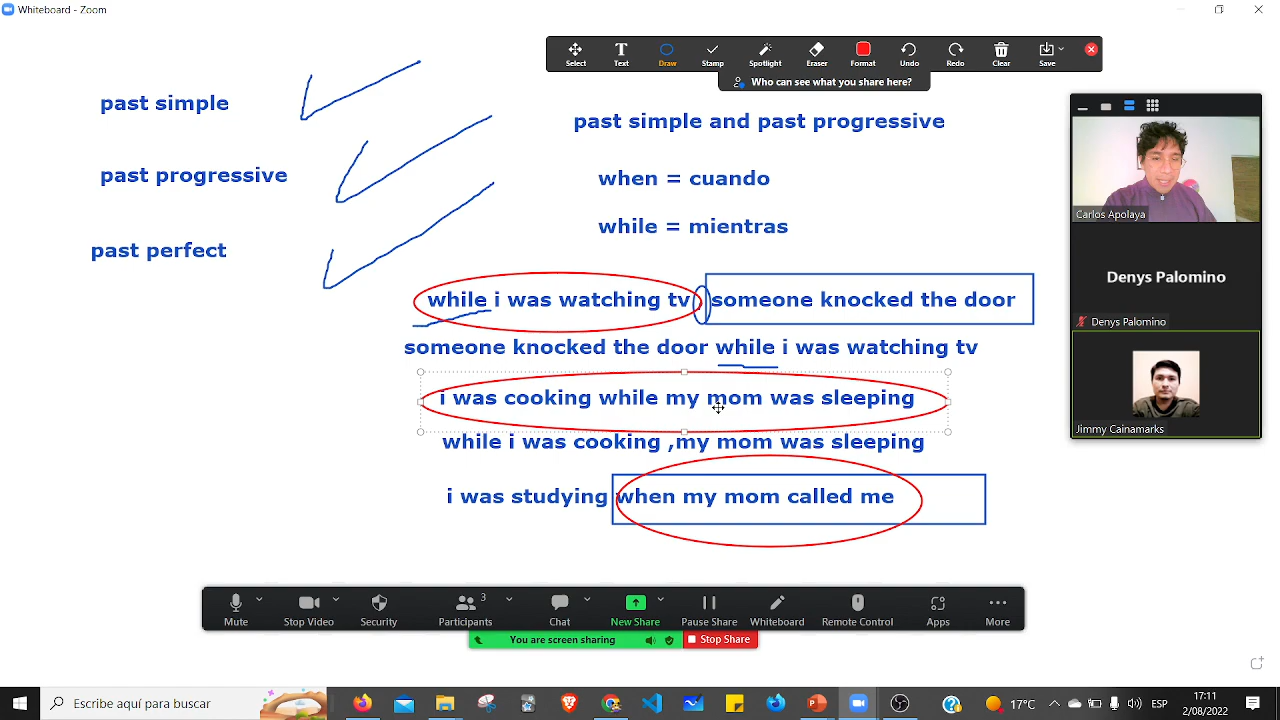 Whiteboard - Zoom
Select
Text
Draw
Stamp
Spotlight
Eraser
Format
Undo
Redo
Clear
Save
Who can see what you share here?
past simple
past progressive
past perfect
past simple and past progressive
when = cuando
while = mientras
while i was watching tv , someone knocked the door
someone knocked the door while i was watching tv
i was cooking while my mom was sleeping
while i was cooking ,my mom was sleeping
i was studying when my mom called me
Carlos Apolaya
Denys Palomino
Denys Palomino
Jimmy Cainamarks
Mute
Stop Video
Security
Participants
3
Chat
New Share
Pause Share
Whiteboard
Remote Control
Apps
More
You are screen sharing
Stop Share
Escribe aquí para buscar
17°C
ESP
17:11
2/08/2022